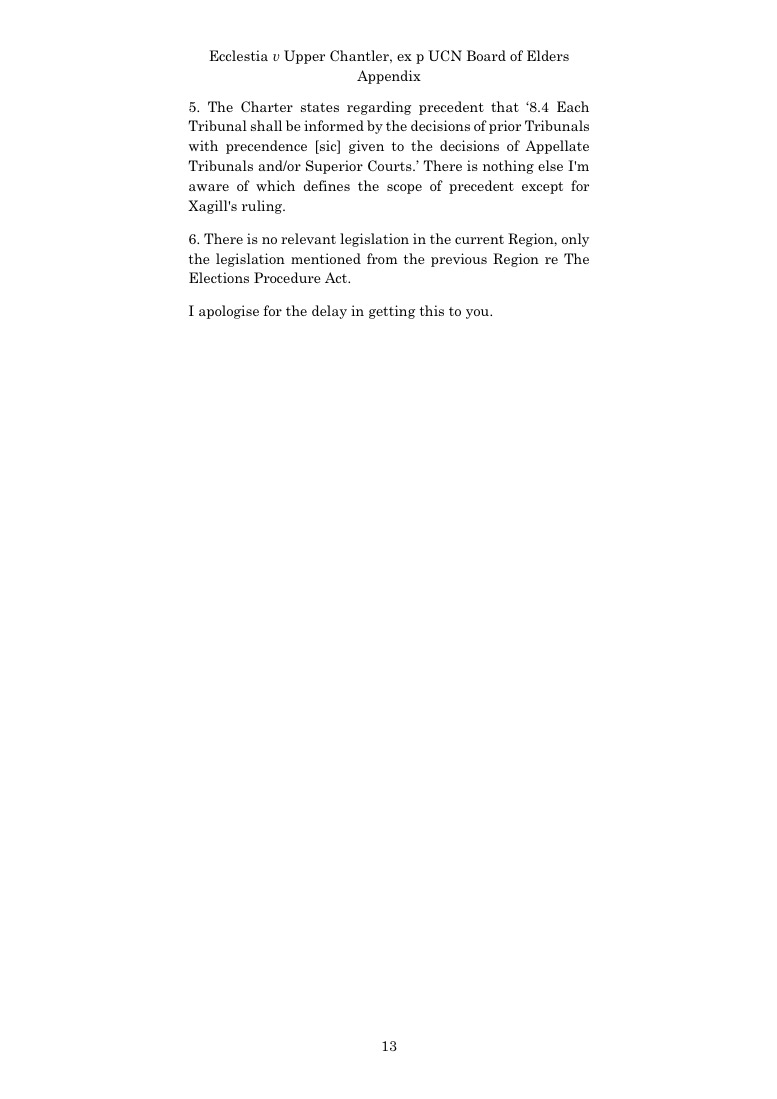 Ecclestia v Upper Chantler, ex p UCN Board of Elders
Appendix
5. The Charter states regarding precedent that ‘8.4 Each
Tribunal shall be informed by the decisions of prior Tribunals
with precendence [sic] given to the decisions of Appellate
Tribunals and/or Superior Courts.’ There is nothing else I'm
aware of which defines the scope of precedent except for
Xagill's ruling.
6. There is no relevant legislation in the current Region, only
the legislation mentioned from the previous Region re The
Elections Procedure Act.
I apologise for the delay in getting this to you.
13